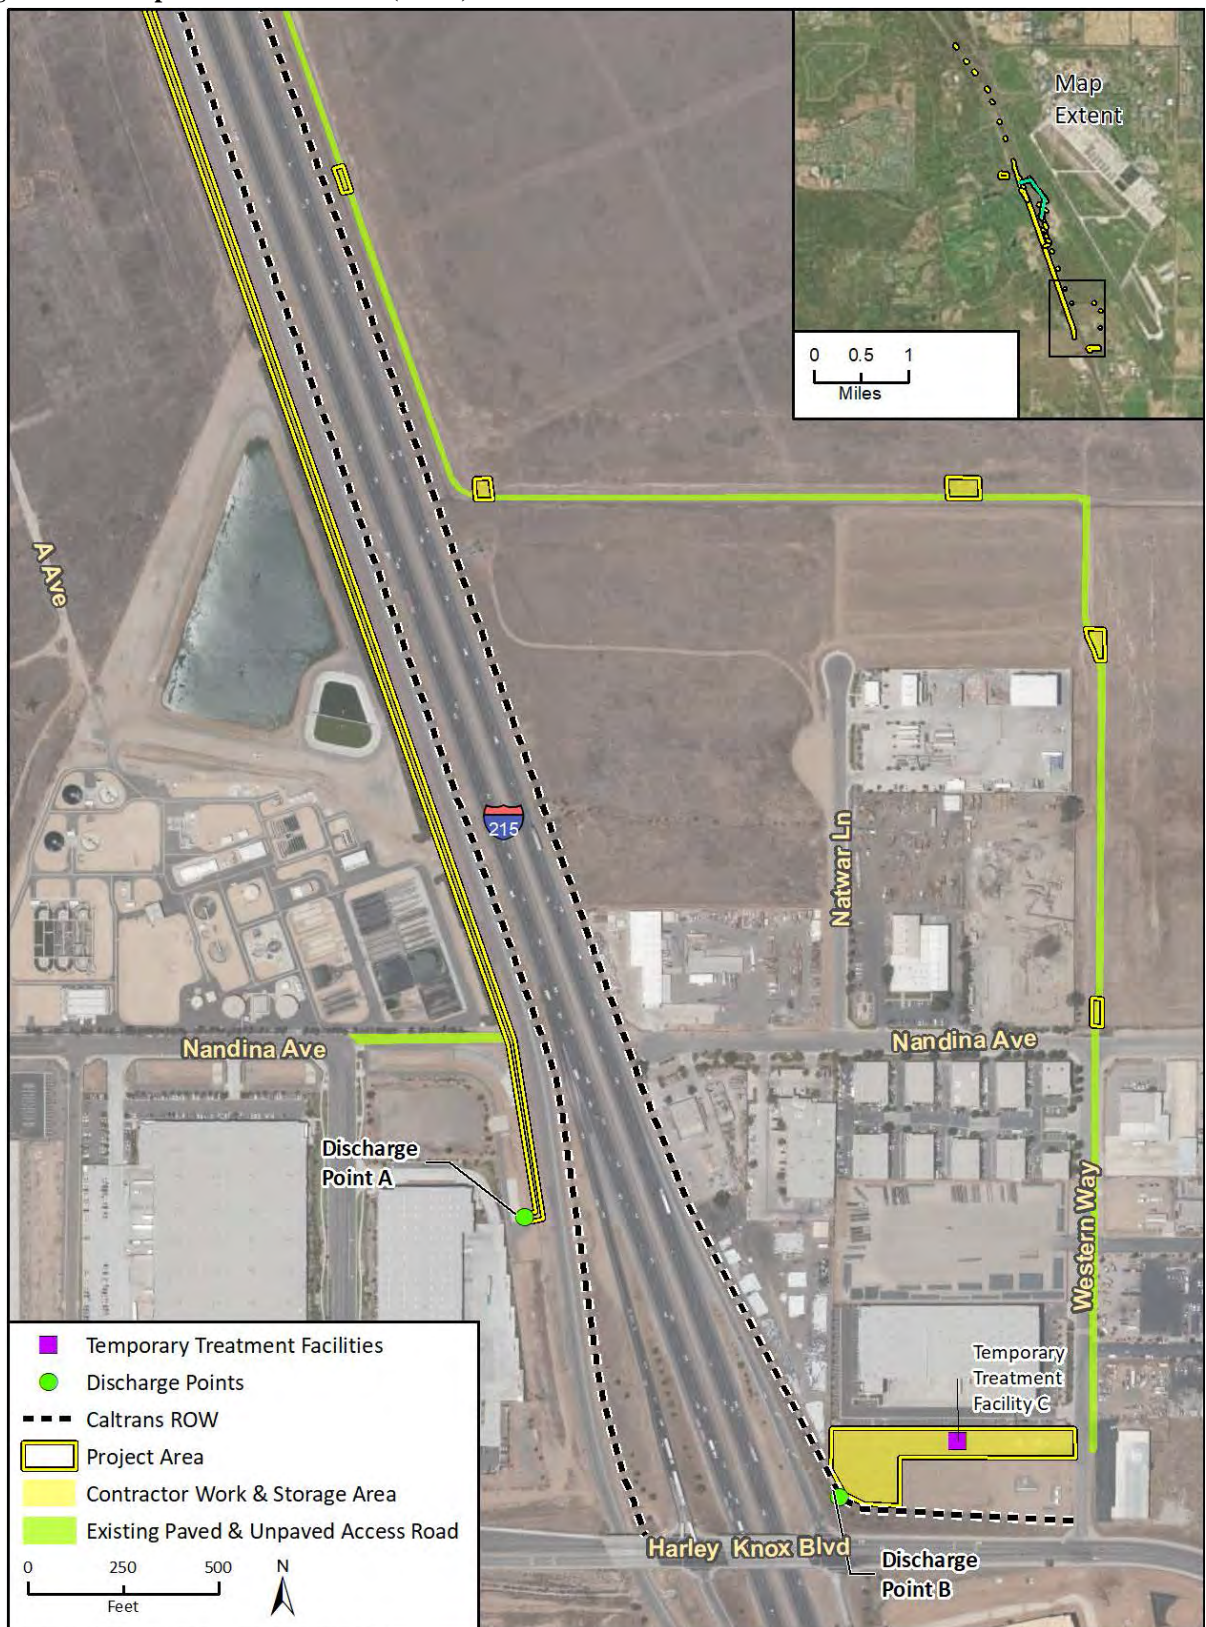 Map
Extent
0 0.5 1
Miles
A Ave
215
Natwar Ln
Nandina Ave
Nandina Ave
Discharge
Point A
Western Way
Temporary
Treatment
Facility C
Harley Knox Blvd
Discharge
Point B
Temporary Treatment Facilities
Discharge Points
Caltrans ROW
Project Area
Contractor Work & Storage Area
Existing Paved & Unpaved Access Road
0 250 500
Feet
N